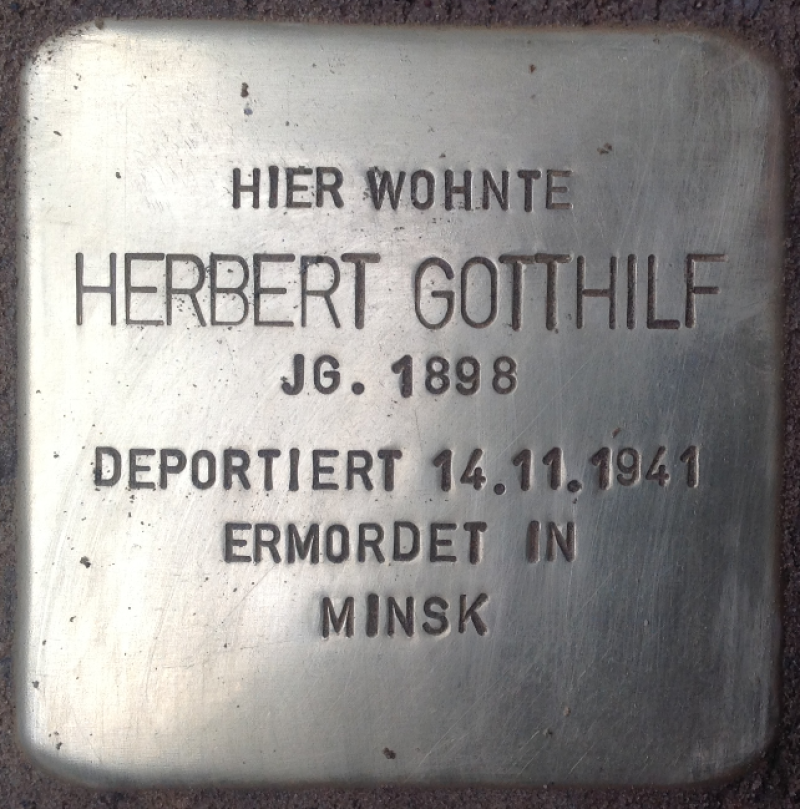 HIER WOHNTE
HERBERT GOTTHILF
JG. 1898
DEPORTIERT 14.11.1941
ERMORDET IN
MINSK